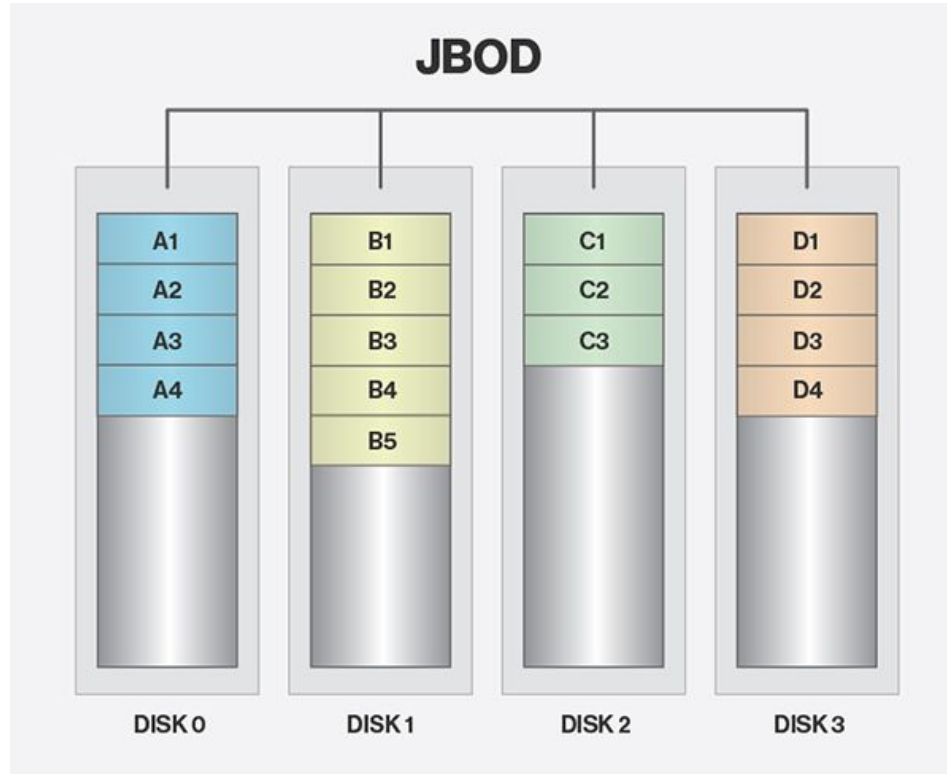 JBOD
A1
A2
A3
A4
B1
B2
B3
B4
B5
C1
C2
C3
D1
D2
D3
D4
DISK 0
DISK 1
DISK 2
DISK 3